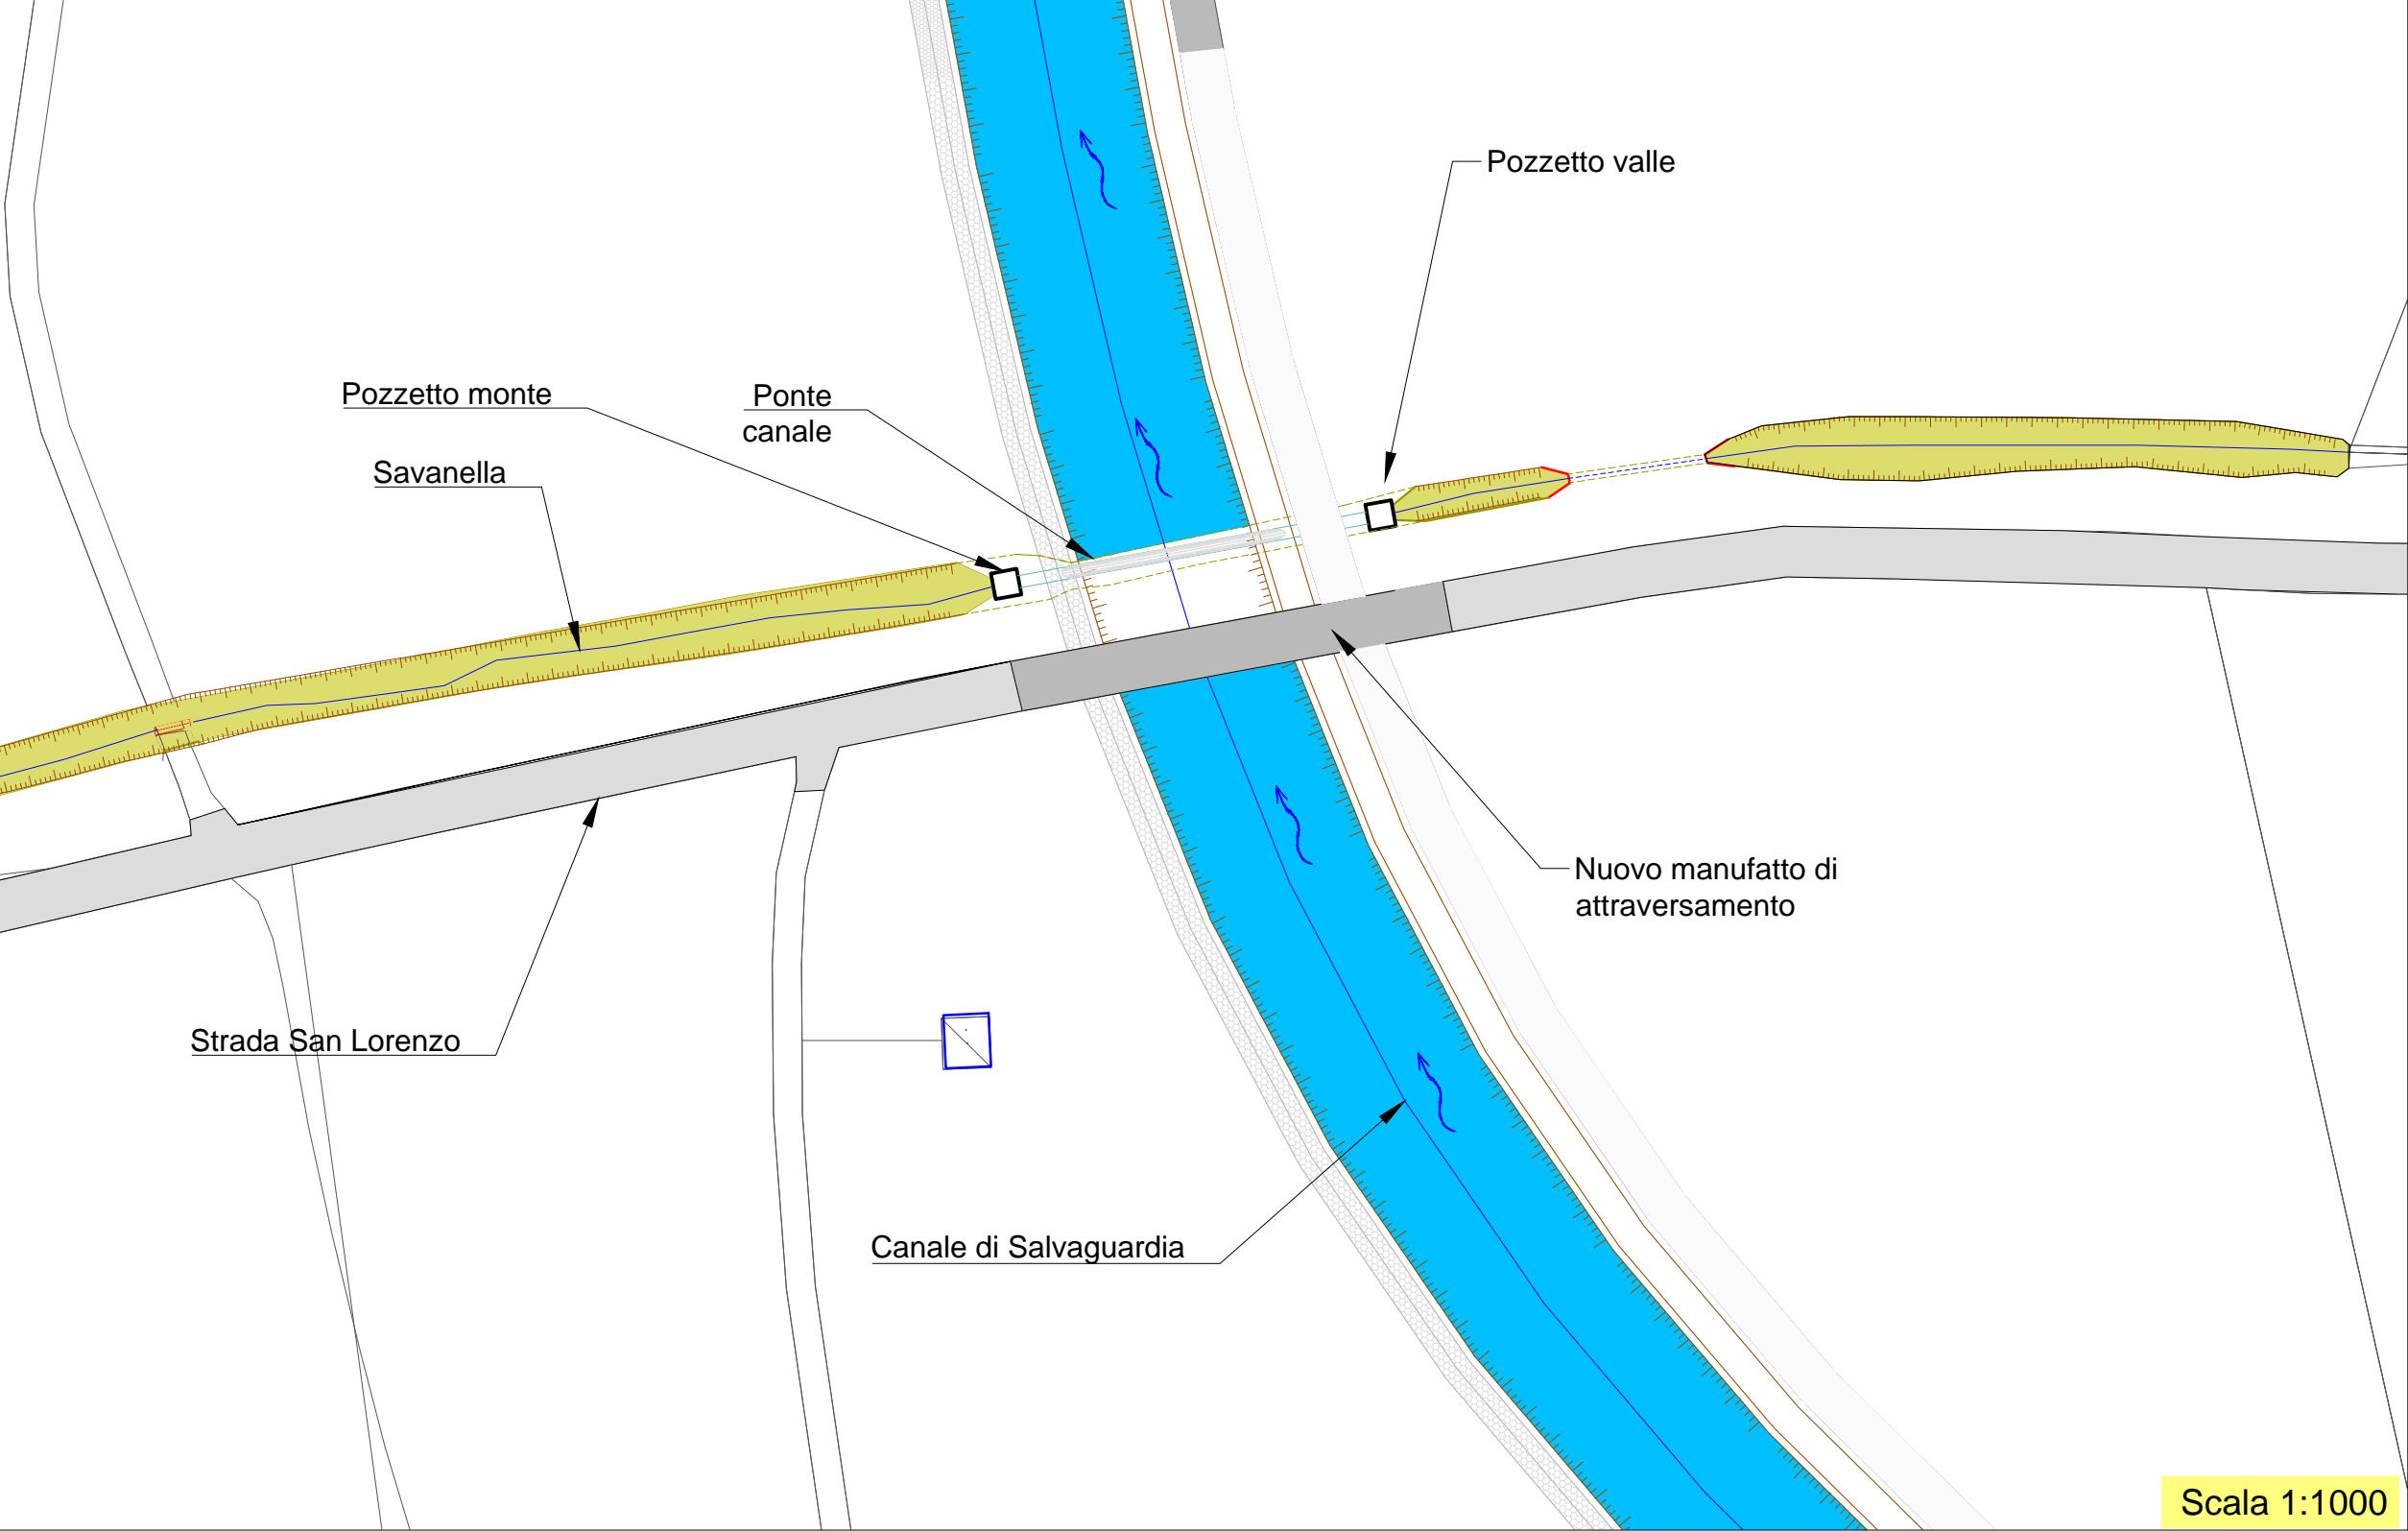 Pozzetto valle
Pozzetto monte
Ponte
canale
Savanella
Nuovo manufatto di
attraversamento
Strada San Lorenzo
Canale di Salvaguardia
Scala 1:1000